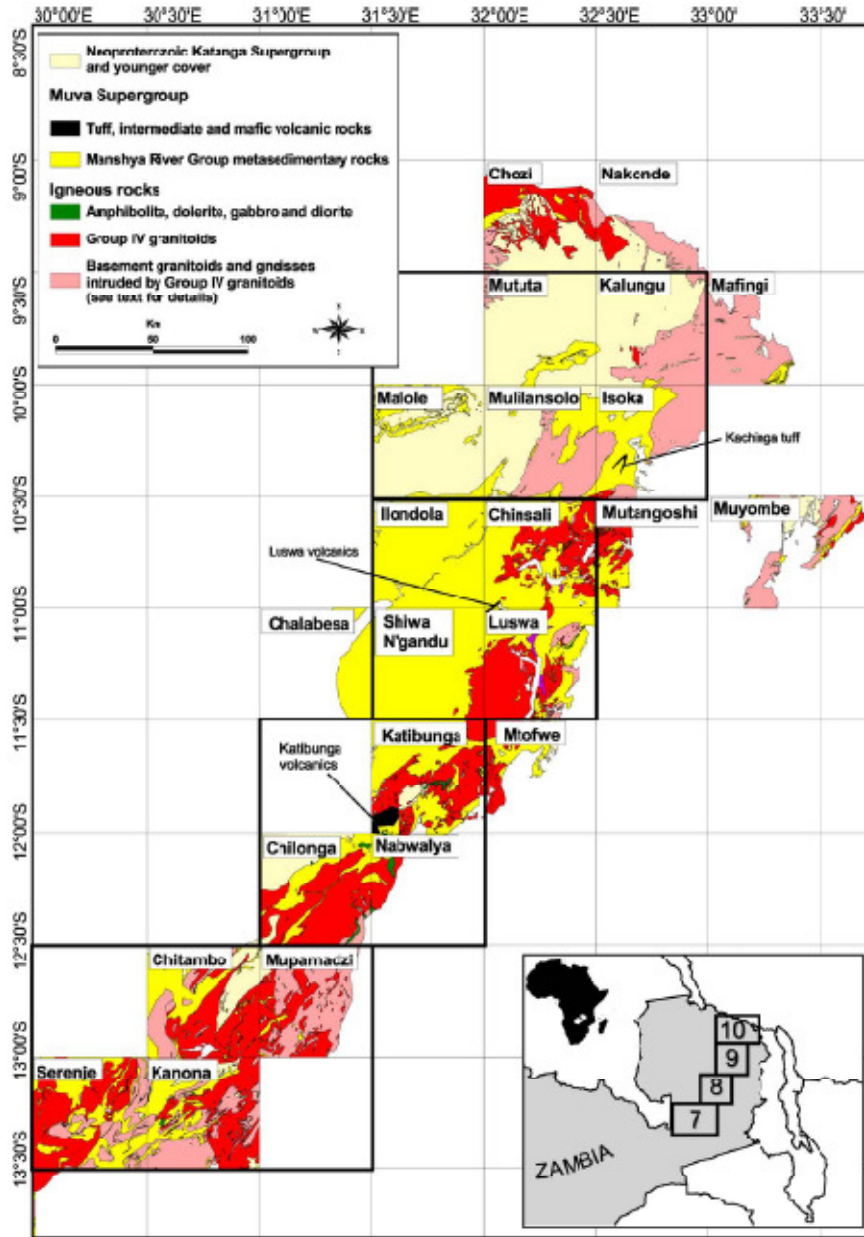 30°00'E 30°30'E 31°00'E 31°30'E 32°00'E 32°30'E 33°00'E 33°30'E
8°30'S
Neoproterozoic Katanga Supergroup
and younger cover
Muva Supergroup
Tuff, intermediate and mafic volcanic rocks
Manshya River Group metasedimentary rocks
Igneous rocks
Amphibolite, dolerite, gabbro and diorte
Group IV granitoids
Basement granitoids and gneisses
intruded by Group IV granitoids
(see text for details)
Km
0 50 100
N
E
S
W
9°00'S
Chozi Nakonde
9°30'S
Mututa Kalungu Mafingi
10°00'S
Malole Mulilansolo Isoka
Kachinga tuff
10°30'S
Ilondola Chinsali Mutangoshi Muyombe
Luswa volcanics
11°00'S
Chalabesa Shiwa
N'gandu
Luswa
11°30'S
Katibunga Mtofwe
Katibunga
volcanics
12°00'S
Chilonga Nabwalya
12°30'S
Chitambo Mupamadzi
13°00'S
Serenje Kanona
13°30'S
10
9
8
7
ZAMBIA